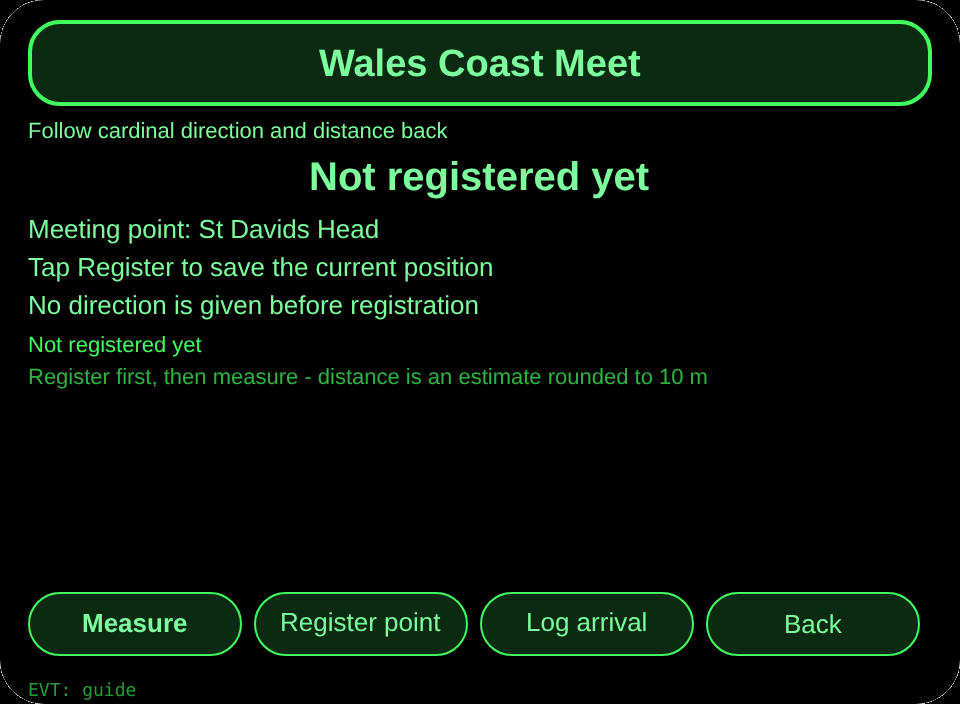 Wales Coast Meet
Follow cardinal direction and distance back
Not registered yet
Meeting point: St Davids Head
Tap Register to save the current position
No direction is given before registration
Not registered yet
Register first, then measure - distance is an estimate rounded to 10 m
Measure
Register point
Log arrival
Back
EVT: guide